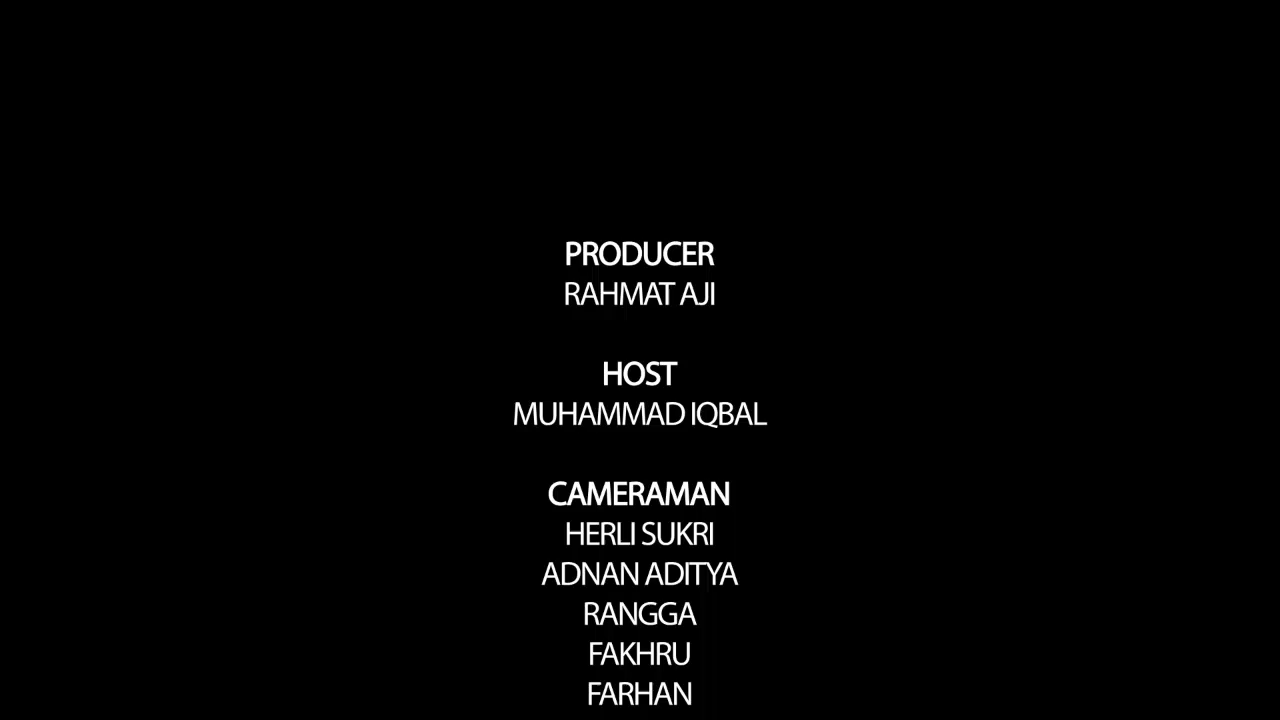 PRODUCER
RAHMAT AJI
HOST
MUHAMMAD IQBAL
CAMERAMAN
HERLI SUKRI
ADNAN ADITYA
RANGGA
FAKHRU
FARHAN